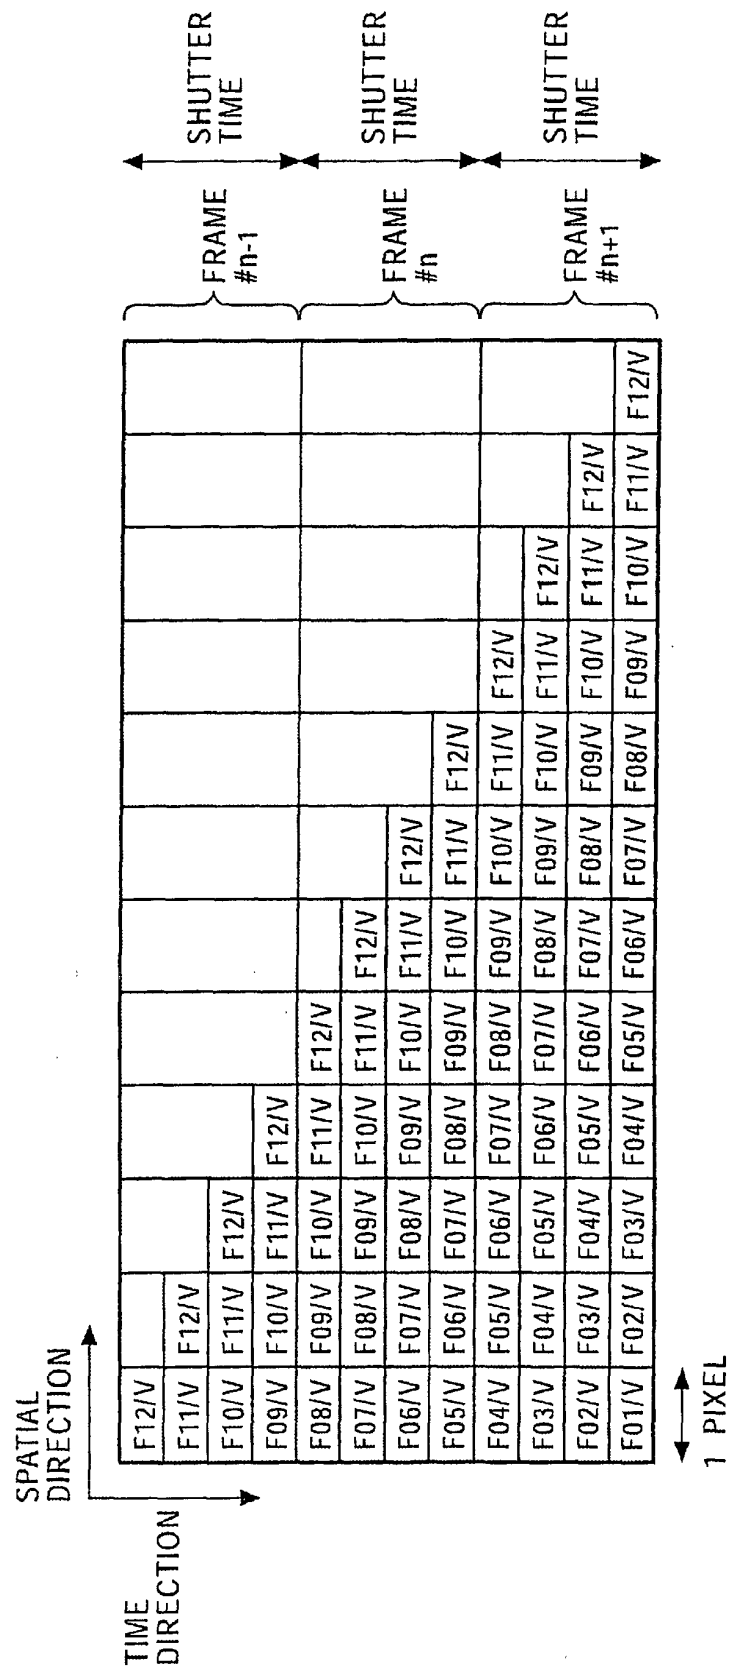 SPATIAL
DIRECTION
TIME
DIRECTION
F12/V
F11/V F12/V
F10/V F11/V F12/V
F09/V F10/V F11/V F12/V
F08/V F09/V F10/V F11/V F12/V
F07/V F08/V F09/V F10/V F11/V F12/V
F06/V F07/V F08/V F09/V F10/V F11/V F12/V
F05/V F06/V F07/V F08/V F09/V F10/V F11/V F12/V
F04/V F05/V F06/V F07/V F08/V F09/V F10/V F11/V F12/V
F03/V F04/V F05/V F06/V F07/V F08/V F09/V F10/V F11/V F12/V
F02/V F03/V F04/V F05/V F06/V F07/V F08/V F09/V F10/V F11/V F12/V
F01/V F02/V F03/V F04/V F05/V F06/V F07/V F08/V F09/V F10/V F11/V F12/V
FRAME
#n-1
SHUTTER
TIME
FRAME
#n
SHUTTER
TIME
FRAME
#n+1
SHUTTER
TIME
1 PIXEL